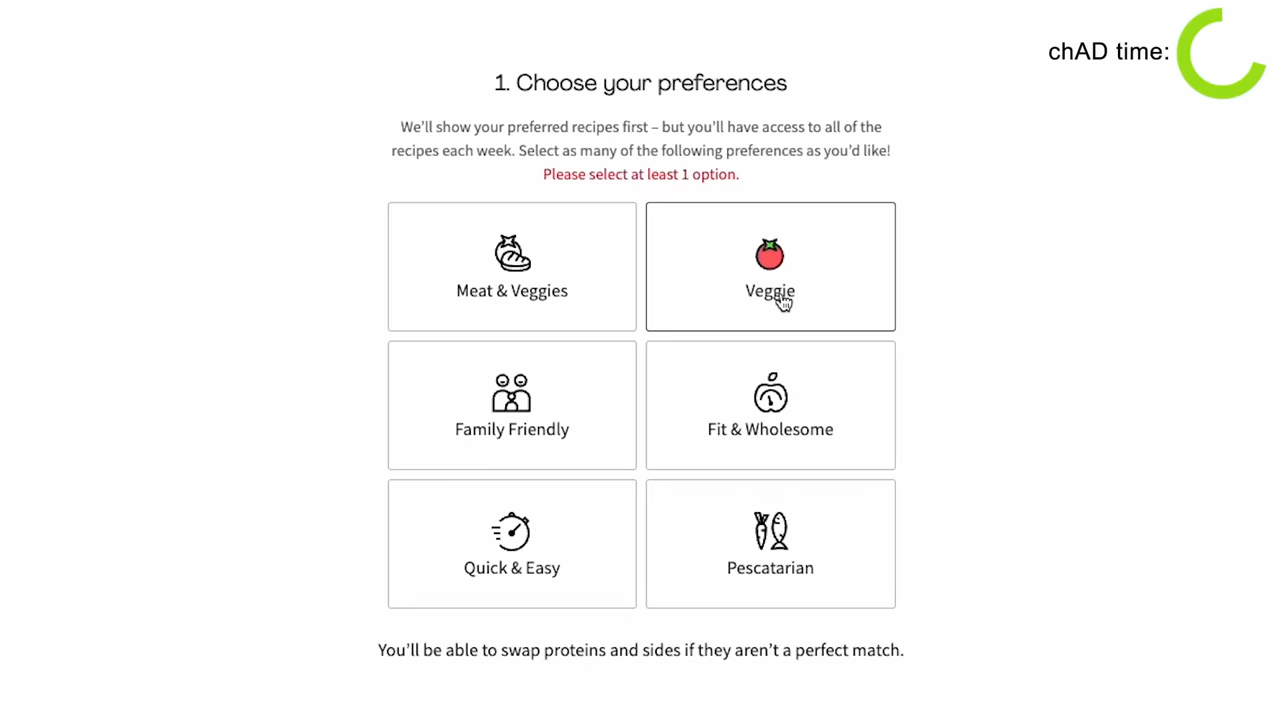 chAD time:
1. Choose your preferences
We'll show your preferred recipes first – but you'll have access to all of the
recipes each week. Select as many of the following preferences as you'd like!
Please select at least 1 option.
Meat & Veggies
Veggie
Family Friendly
Fit & Wholesome
Quick & Easy
Pescatarian
You'll be able to swap proteins and sides if they aren't a perfect match.